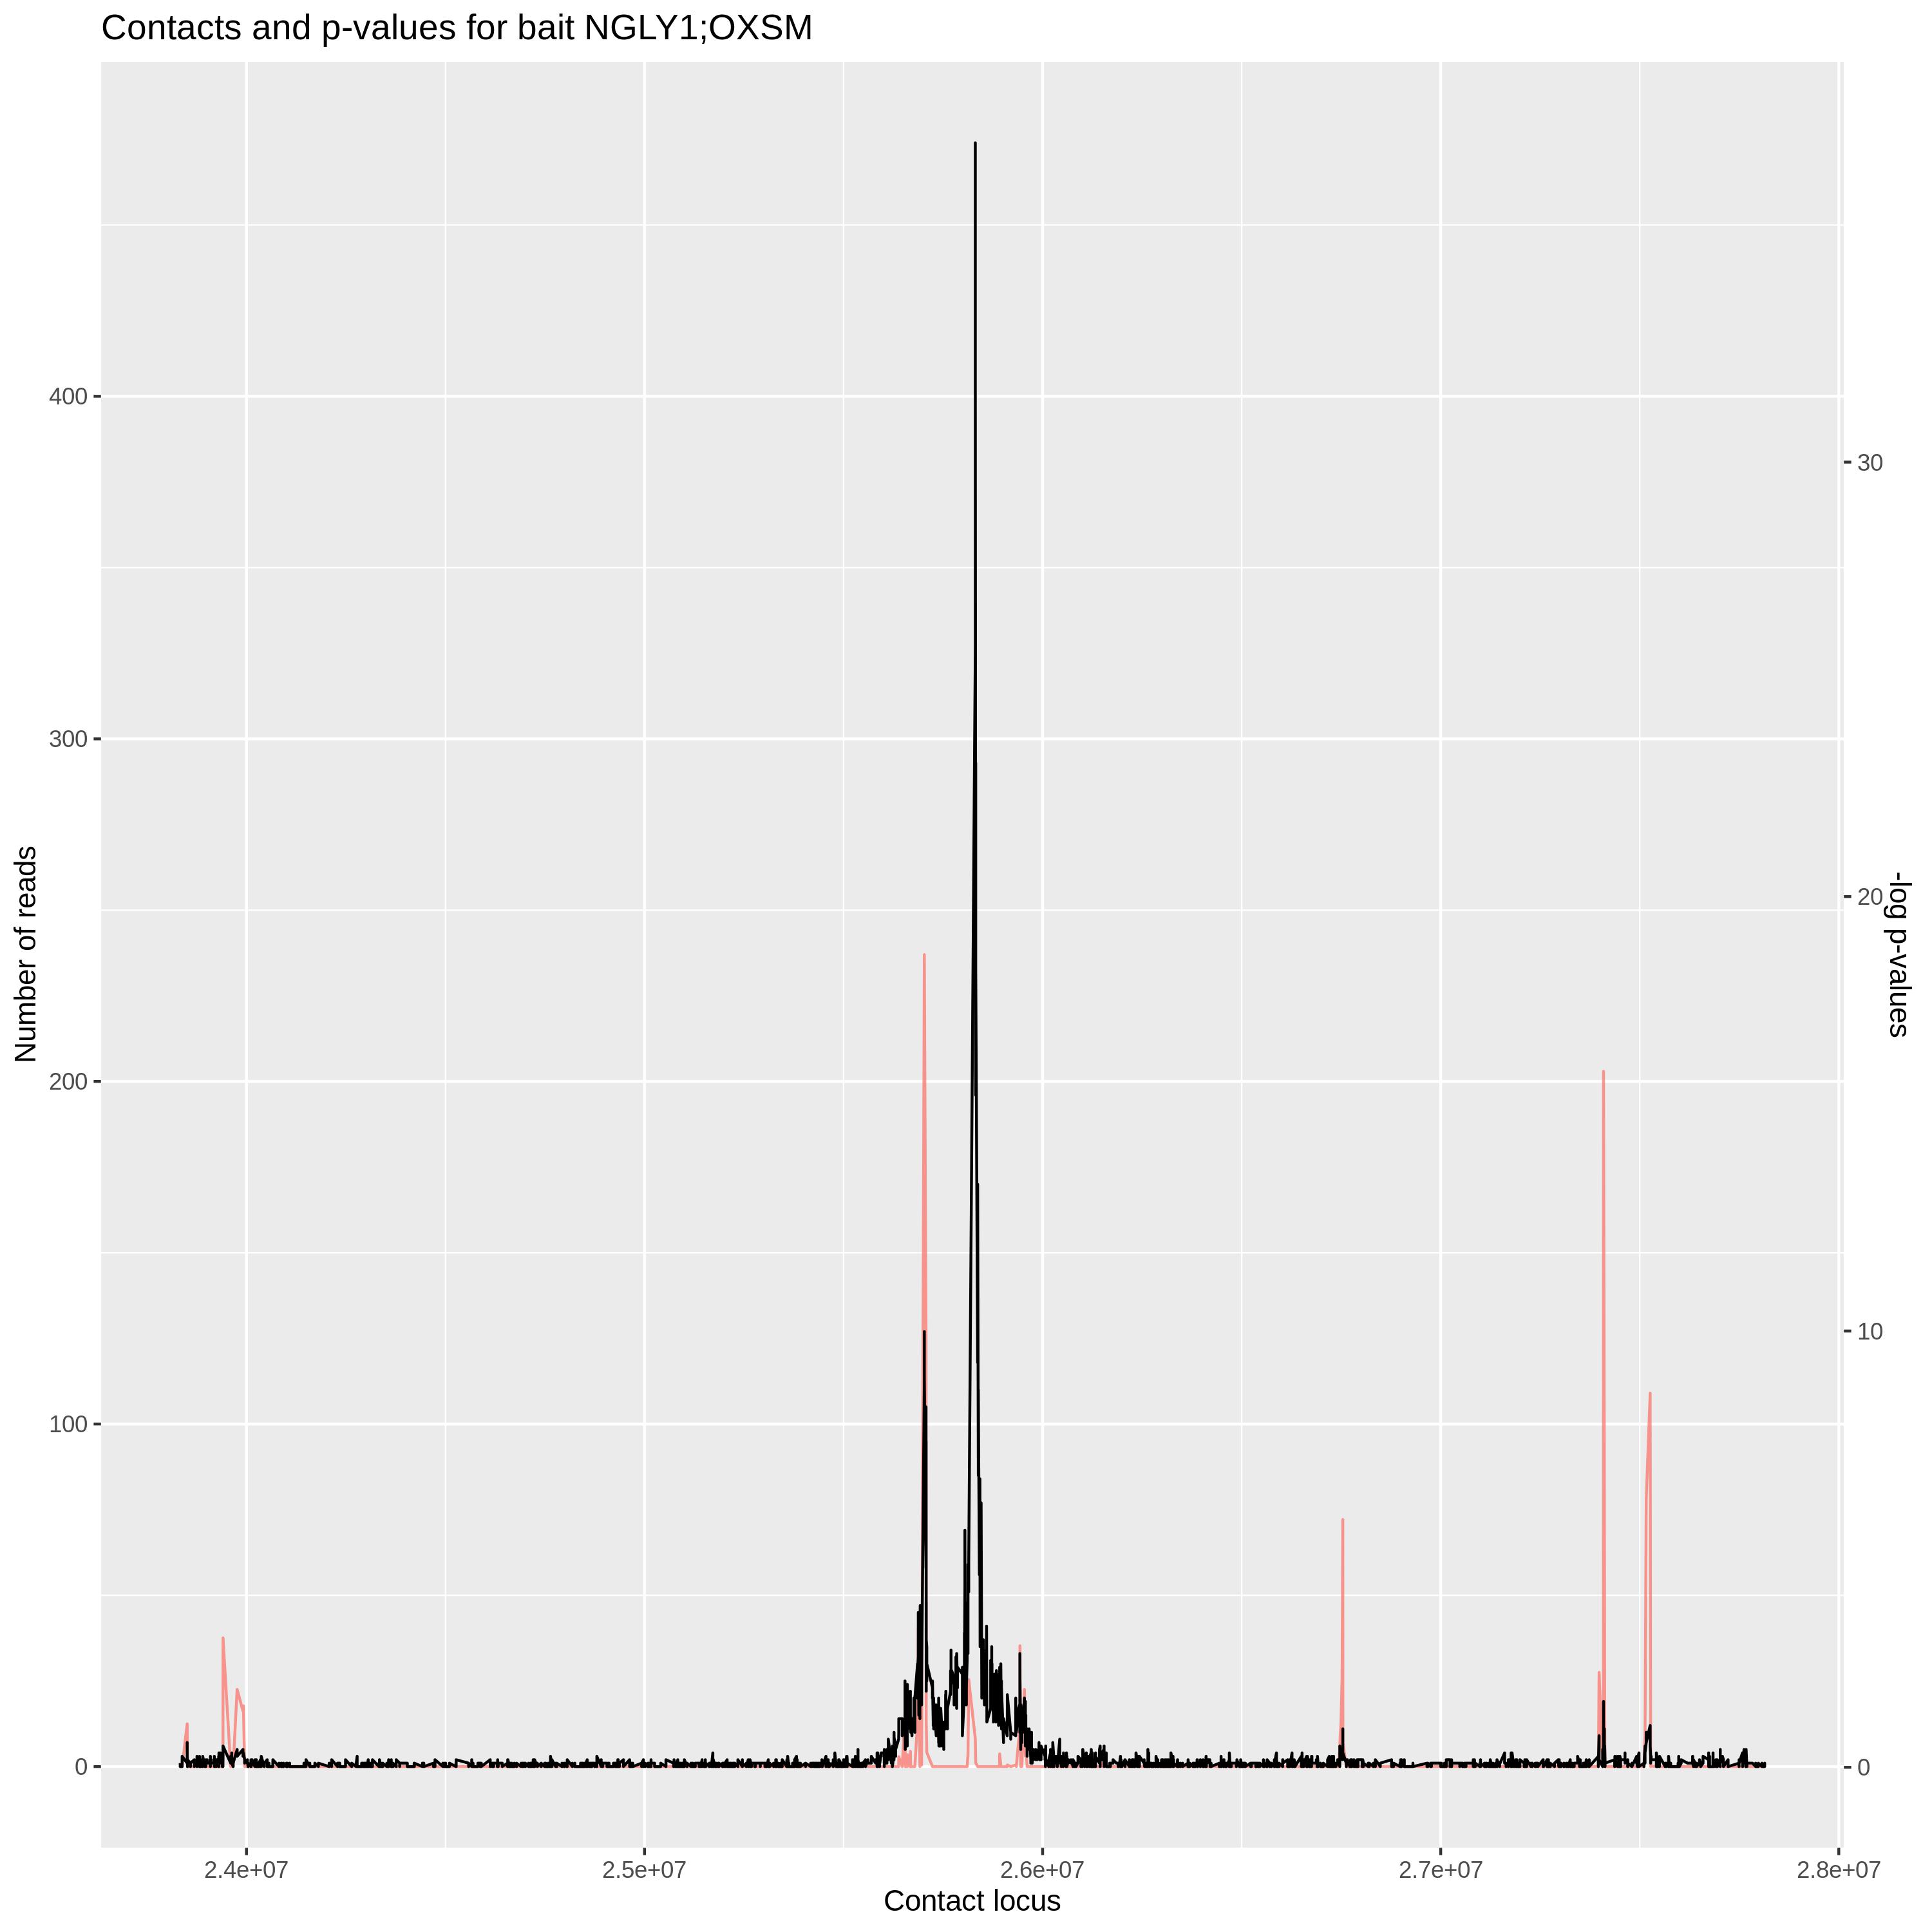 Contacts and p-values for bait NGLY1;OXSM
Number of reads
400
300
200
100
0
-log p-values
30
20
10
0
2.4e+07
2.5e+07
2.6e+07
2.7e+07
2.8e+07
Contact locus